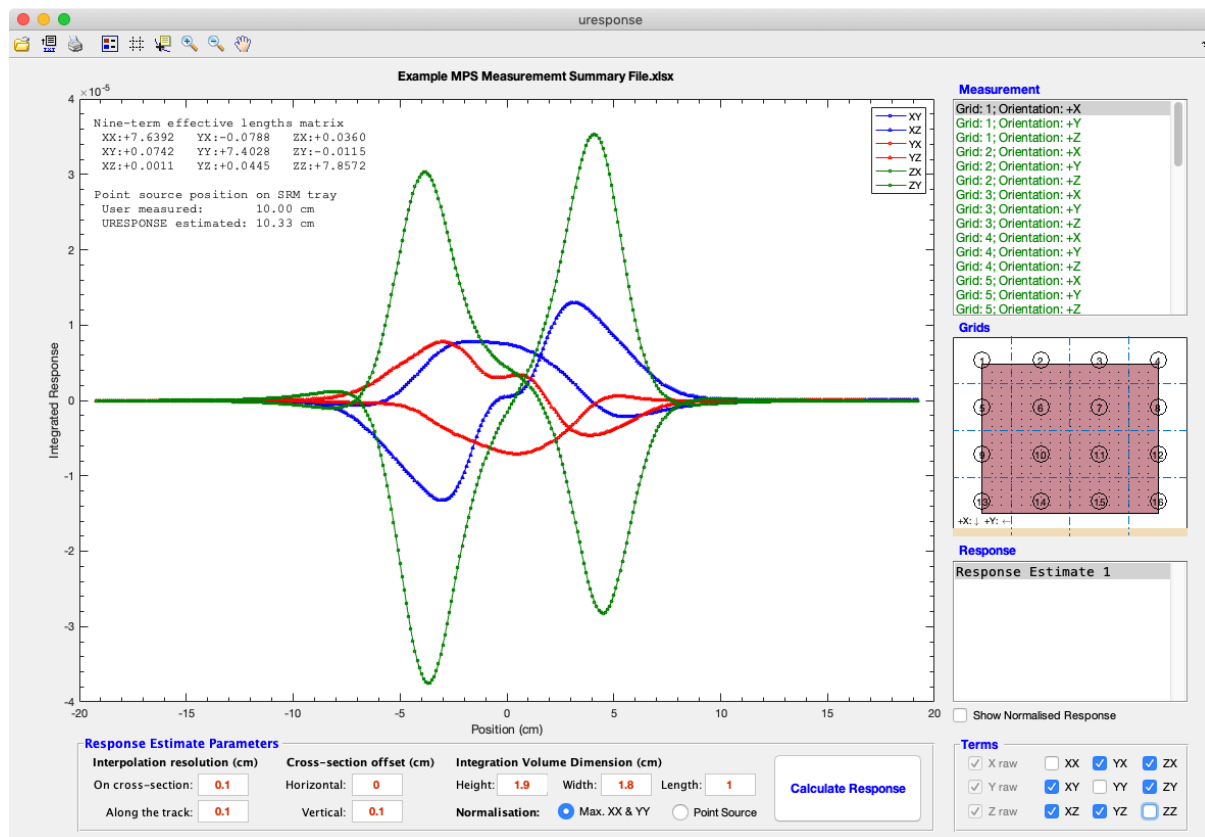 uresponse
TXT
Example MPS Measurememt Summary File.xlsx
×10⁻⁵
Nine-term effective lengths matrix
XX:+7.6392 YX:-0.0788 ZX:+0.0360
XY:+0.0742 YY:+7.4028 ZY:-0.0115
XZ:+0.0011 YZ:+0.0445 ZZ:+7.8572
Point source position on SRM tray
User measured: 10.00 cm
URESPONSE estimated: 10.33 cm
XY
XZ
YX
YZ
ZX
ZY
4
3
2
1
0
-1
-2
-3
-4
Integrated Response
-20 -15 -10 -5 0 5 10 15 20
Position (cm)
Measurement
Grid: 1; Orientation: +X
Grid: 1; Orientation: +Y
Grid: 1; Orientation: +Z
Grid: 2; Orientation: +X
Grid: 2; Orientation: +Y
Grid: 2; Orientation: +Z
Grid: 3; Orientation: +X
Grid: 3; Orientation: +Y
Grid: 3; Orientation: +Z
Grid: 4; Orientation: +X
Grid: 4; Orientation: +Y
Grid: 4; Orientation: +Z
Grid: 5; Orientation: +X
Grid: 5; Orientation: +Y
Grid: 5; Orientation: +Z
Grids
1 2 3 4
5 6 7 8
9 10 11 12
13 14 15 16
+X: ↓ +Y: ←
Response
Response Estimate 1
Show Normalised Response
Response Estimate Parameters
Interpolation resolution (cm)
On cross-section: 0.1
Along the track: 0.1
Cross-section offset (cm)
Horizontal: 0
Vertical: 0.1
Integration Volume Dimension (cm)
Height: 1.9 Width: 1.8 Length: 1
Normalisation: Max. XX & YY Point Source
Calculate Response
Terms
X raw XX YX ZX
Y raw XY YY ZY
Z raw XZ YZ ZZ